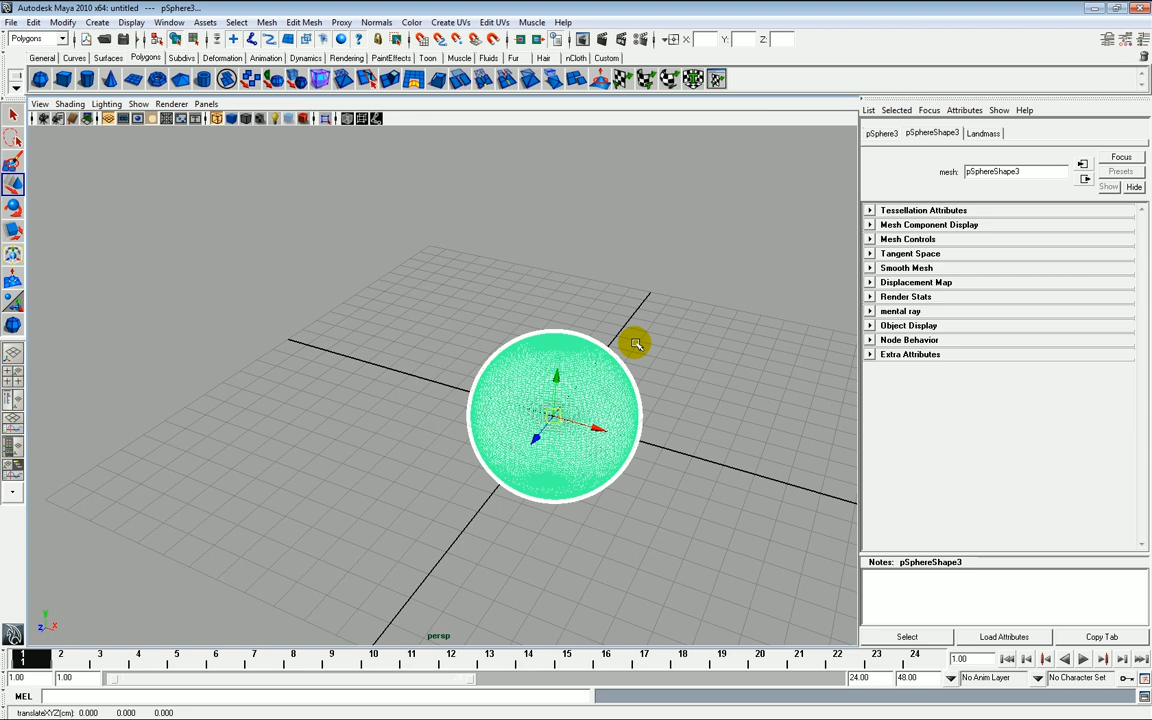 Autodesk Maya 2010 x64: untitled   ---   pSphere3...
File Edit Modify Create Display Window Assets Select Mesh Edit Mesh Proxy Normals Color Create UVs Edit UVs Muscle Help
Polygons X: Y: Z:
General Curves Surfaces Polygons Subdivs Deformation Animation Dynamics Rendering PaintEffects Toon Muscle Fluids Fur Hair nCloth Custom
View Shading Lighting Show Renderer Panels
List Selected Focus Attributes Show Help
pSphere3 pSphereShape3 Landmass
Focus
mesh: pSphereShape3 Presets
Show Hide
Tessellation Attributes
Mesh Component Display
Mesh Controls
Tangent Space
Smooth Mesh
Displacement Map
Render Stats
mental ray
Object Display
Node Behavior
Extra Attributes
Notes: pSphereShape3
y
z x
persp
Select Load Attributes Copy Tab
1 2 3 4 5 6 7 8 9 10 11 12 13 14 15 16 17 18 19 20 21 22 23 24 1.00
1
1.00 1.00 24.00 48.00 No Anim Layer No Character Set
MEL
translateXYZ(cm): 0.000 0.000 0.000